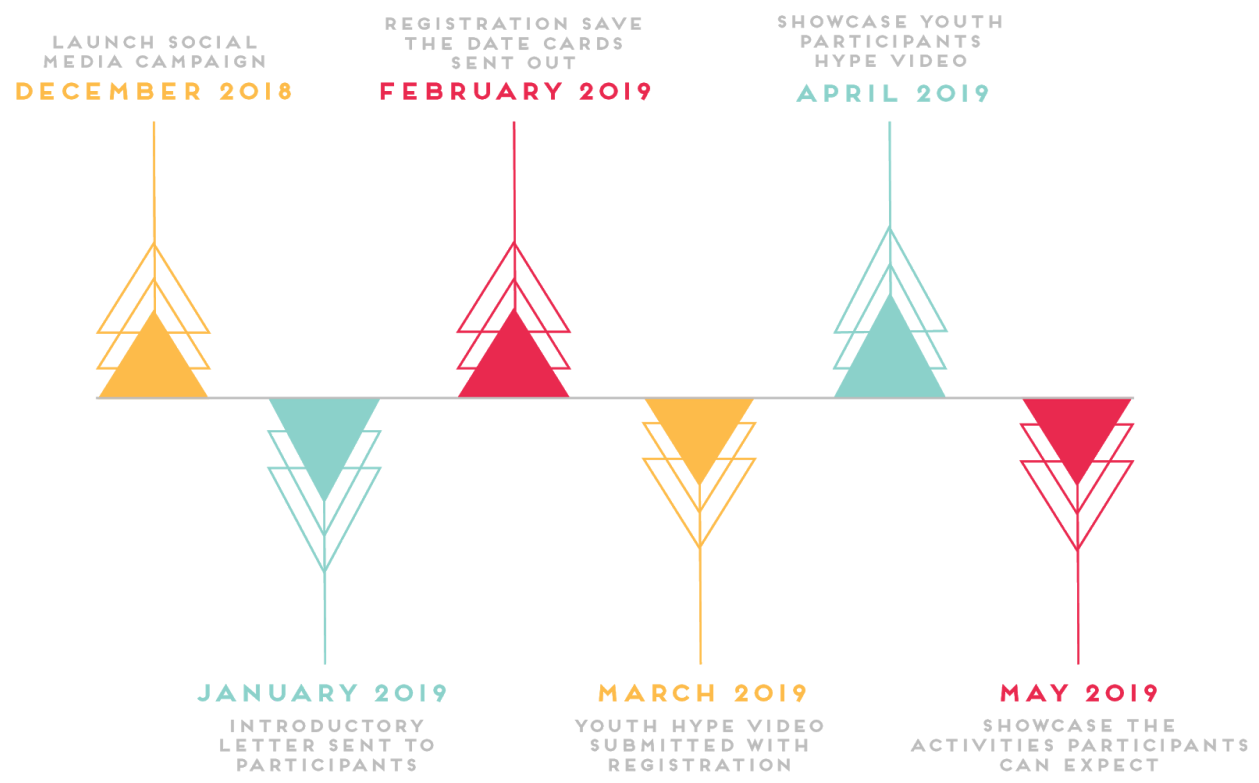 LAUNCH SOCIAL
MEDIA CAMPAIGN
DECEMBER 2018
REGISTRATION SAVE
THE DATE CARDS
SENT OUT
FEBRUARY 2019
SHOWCASE YOUTH
PARTICIPANTS
HYPE VIDEO
APRIL 2019
JANUARY 2019
INTRODUCTORY
LETTER SENT TO
PARTICIPANTS
MARCH 2019
YOUTH HYPE VIDEO
SUBMITTED WITH
REGISTRATION
MAY 2019
SHOWCASE THE
ACTIVITIES PARTICIPANTS
CAN EXPECT